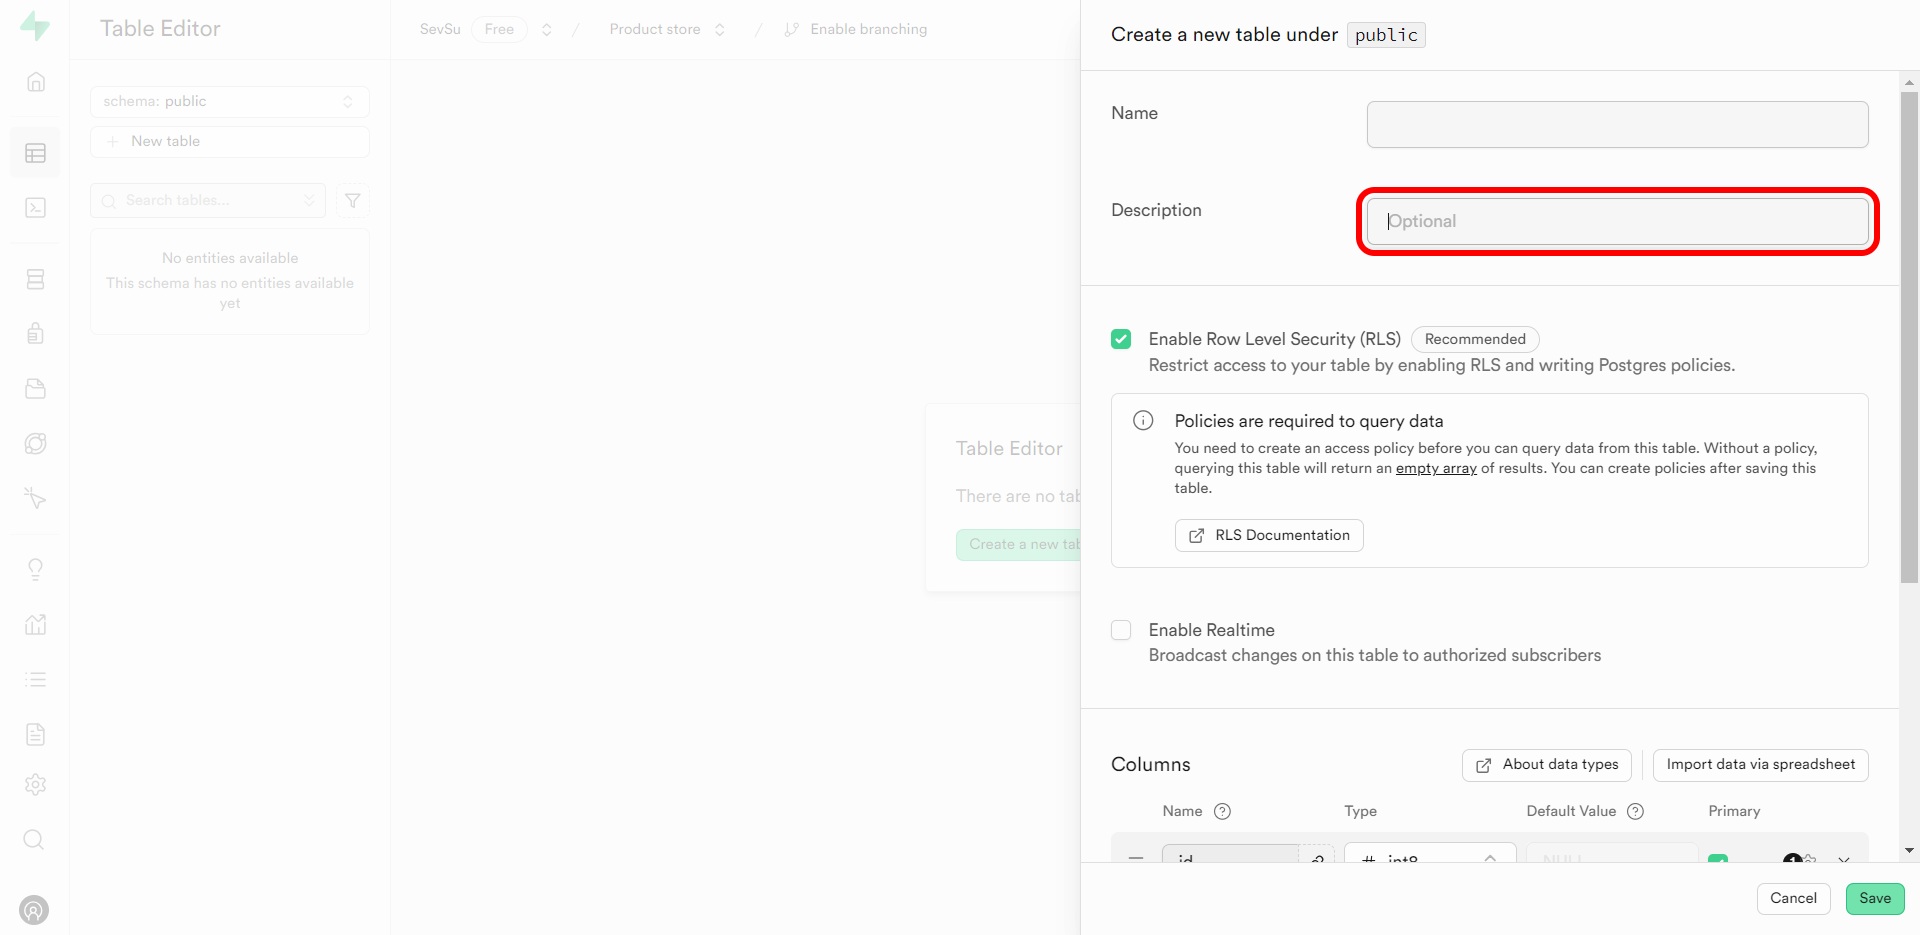 Table Editor
SevSu Free / Product store / Enable branching
schema: public
New table
Search tables...
No entities available
This schema has no entities available
yet
Table Editor
There are no tab
Create a new tab
Create a new table under public
Name
Description
Optional
Enable Row Level Security (RLS) Recommended
Restrict access to your table by enabling RLS and writing Postgres policies.
Policies are required to query data
You need to create an access policy before you can query data from this table. Without a policy,
querying this table will return an empty array of results. You can create policies after saving this
table.
RLS Documentation
Enable Realtime
Broadcast changes on this table to authorized subscribers
Columns
About data types
Import data via spreadsheet
Name Type Default Value Primary
id # int8 NULL 1
Cancel
Save